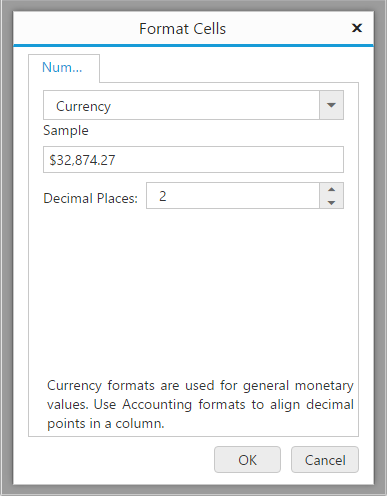 Format Cells
Num...
Currency
Sample
$32,874.27
Decimal Places: 2
Currency formats are used for general monetary
values. Use Accounting formats to align decimal
points in a column.
OK Cancel